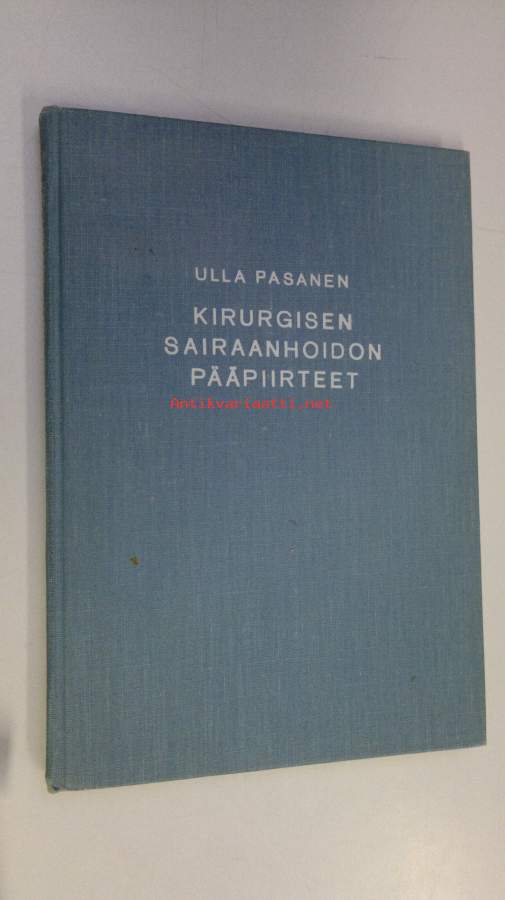 ULLA PASANEN
KIRURGISEN
SAIRAANHOIDON
PÄÄPIIRTEET
Antikvariaatti.net